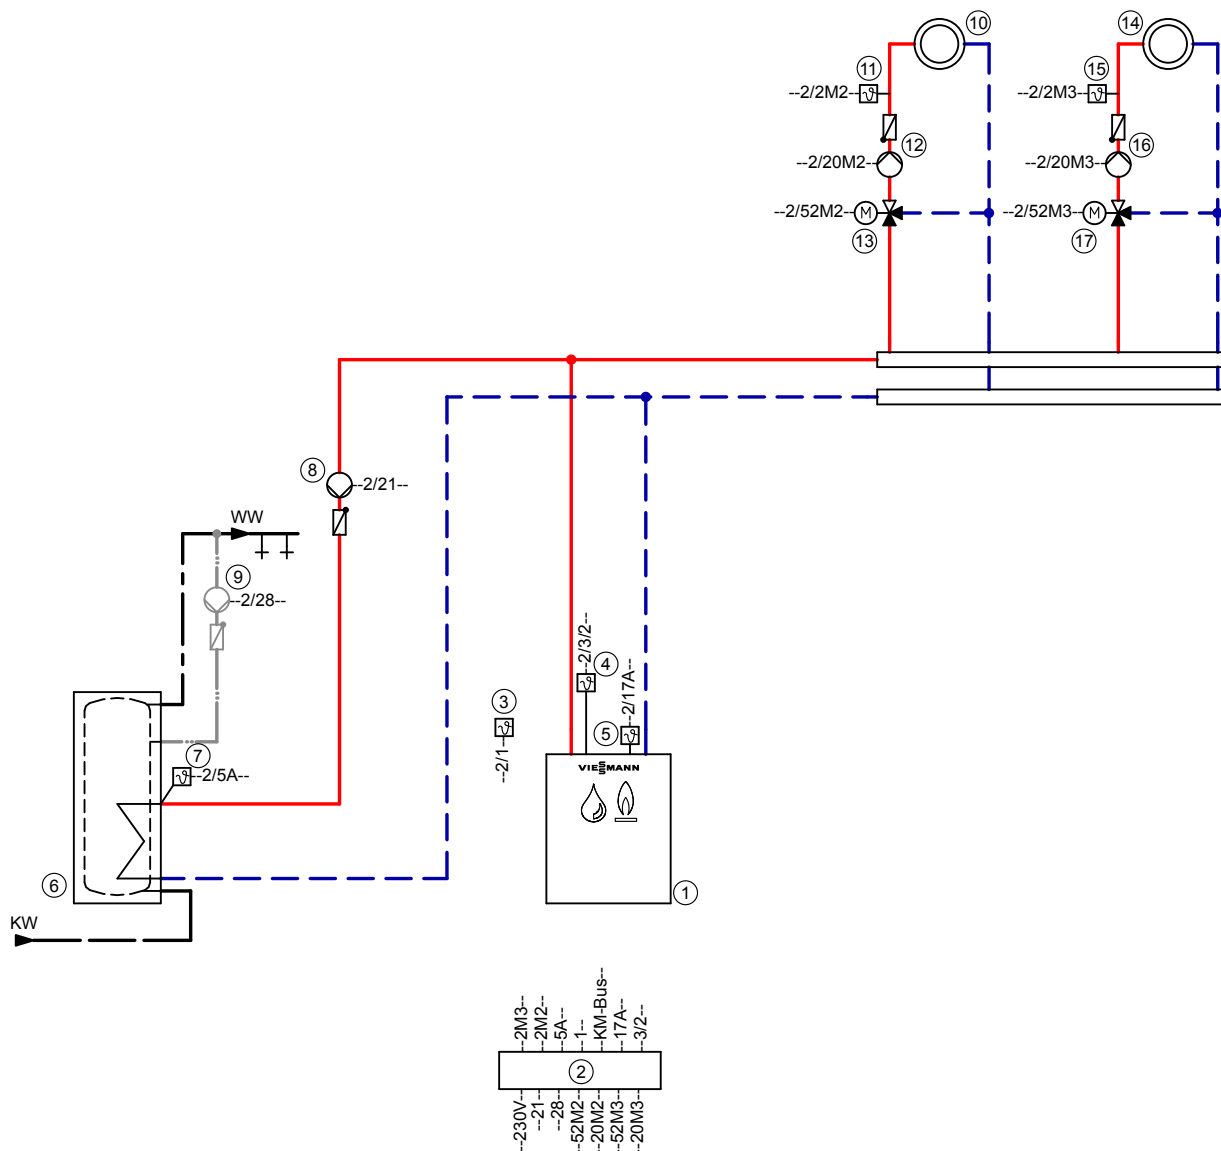 10
14
11
15
--2/2M2--
--2/2M3--
12
16
--2/20M2--
--2/20M3--
--2/52M2--
M
--2/52M3--
M
13
17
8
--2/21--
WW
9
--2/28--
--2/3/2--
4
--2/17A--
3
5
--2/1--
7
--2/5A--
VIESSMANN
6
1
KW
--2M3--
--2M2--
--5A--
--1--
--KM-Bus--
--17A--
--3/2--
2
--230V--
--21--
--28--
--52M2--
--20M2--
--52M3--
--20M3--